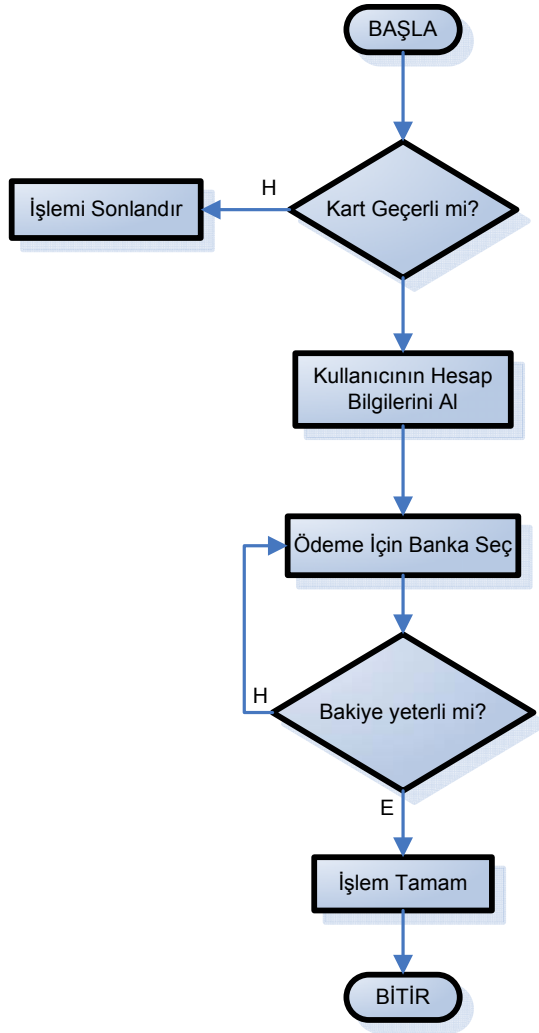 BAŞLA
H
İşlemi Sonlandır
Kart Geçerli mi?
Kullanıcının Hesap
Bilgilerini Al
Ödeme İçin Banka Seç
H
Bakiye yeterli mi?
E
İşlem Tamam
BİTİR